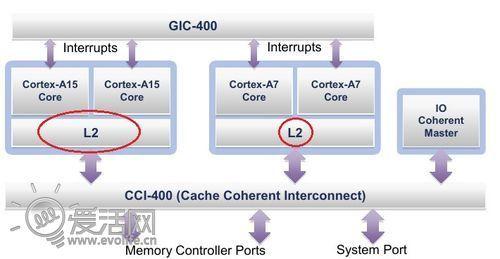 GIC-400
Interrupts
Interrupts
Cortex-A15
Core
Cortex-A15
Core
Cortex-A7
Core
Cortex-A7
Core
L2
L2
IO
Coherent
Master
CCI-400 (Cache Coherent Interconnect)
爱活网
www.evolife.cn
Memory Controller Ports
System Port